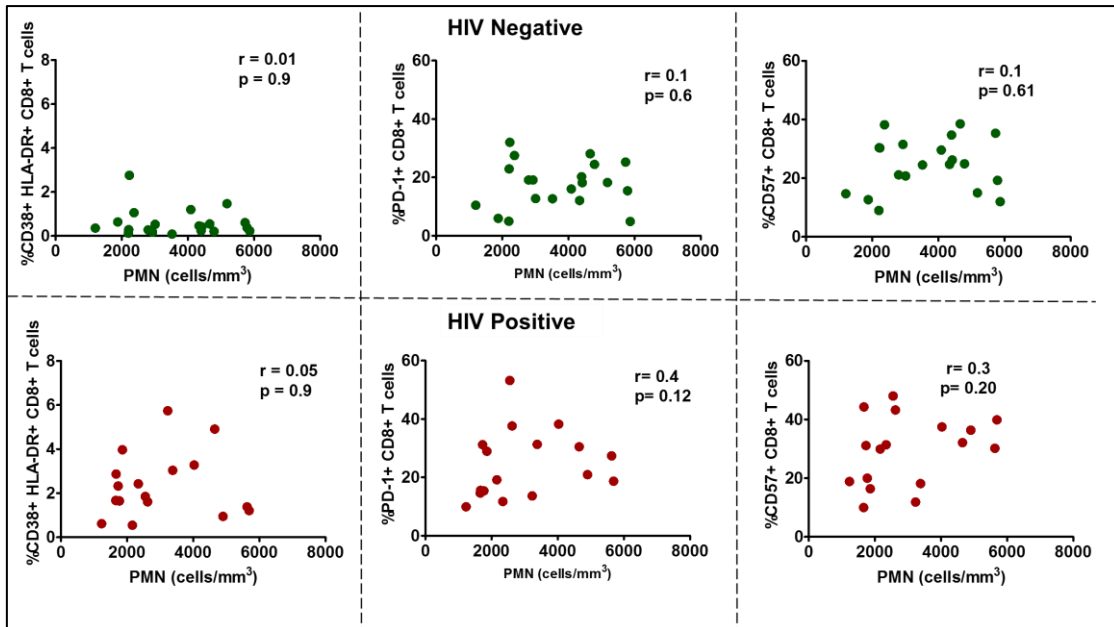 HIV Negative
%CD38+ HLA-DR+ CD8+ T cells
8
6
4
2
0
0 2000 4000 6000 8000
PMN (cells/mm³)
r = 0.01
p = 0.9
%PD-1+ CD8+ T cells
60
40
20
0
0 2000 4000 6000 8000
PMN (cells/mm³)
r= 0.1
p= 0.6
%CD57+ CD8+ T cells
60
40
20
0
0 2000 4000 6000 8000
PMN (cells/mm³)
r= 0.1
p= 0.61
HIV Positive
%CD38+ HLA-DR+ CD8+ T cells
8
6
4
2
0
0 2000 4000 6000 8000
PMN (cells/mm³)
r = 0.05
p = 0.9
%PD-1+ CD8+ T cells
60
40
20
0
0 2000 4000 6000 8000
PMN (cells/mm³)
r= 0.4
p= 0.12
%CD57+ CD8+ T cells
60
40
20
0
0 2000 4000 6000 8000
PMN (cells/mm³)
r= 0.3
p= 0.20